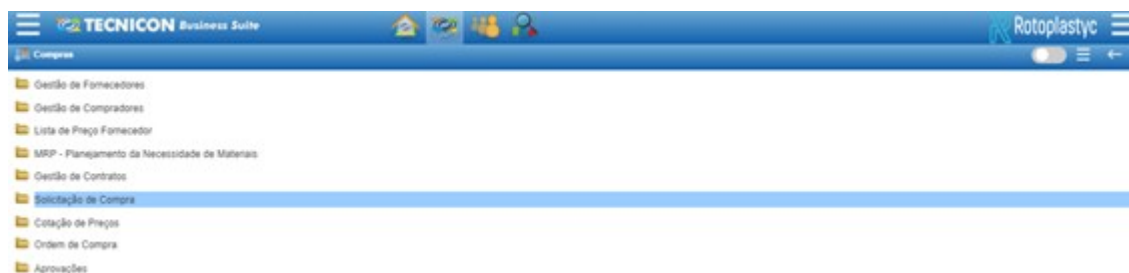 TECNICON Business Suite
Rotoplastyc
Compras
Gestão de Fornecedores
Gestão de Compradores
Lista de Preço Fornecedor
MRP - Planejamento da Necessidade de Materiais
Gestão de Contratos
Solicitação de Compra
Cotação de Preços
Ordem de Compra
Aprovações